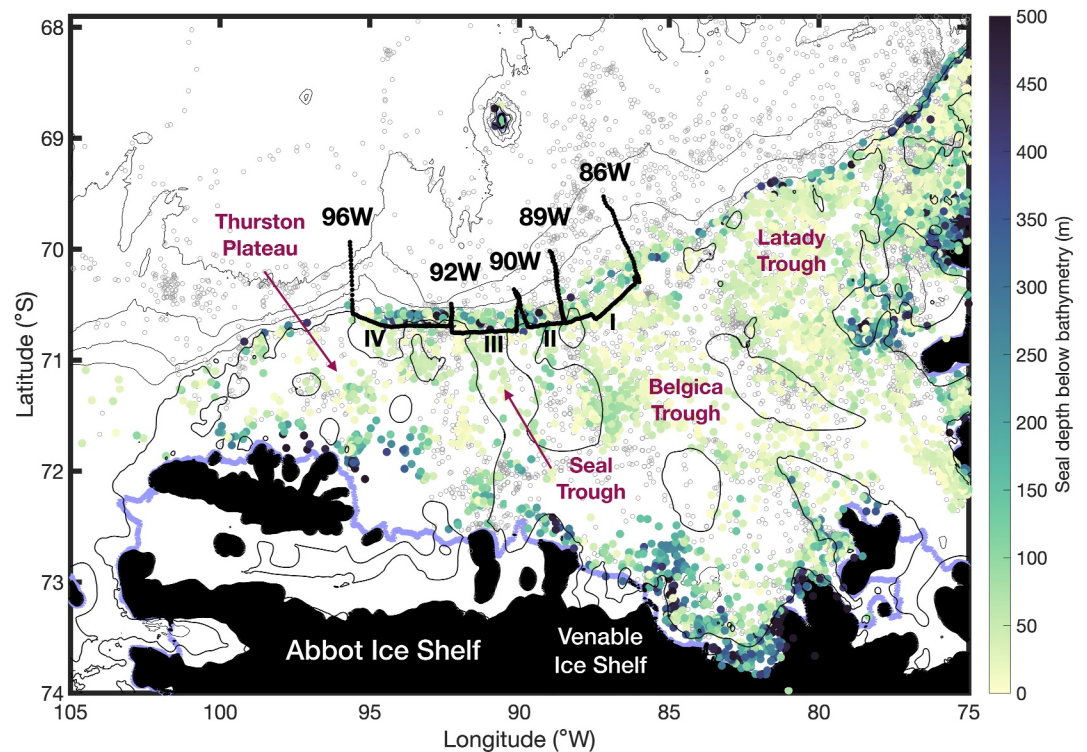 68
69
70
71
72
73
74
Latitude (°S)
105
100
95
90
85
80
75
Longitude (°W)
96W
92W
90W
89W
86W
IV
III
II
I
Thurston
Plateau
Latady
Trough
Belgica
Trough
Seal
Trough
Abbot Ice Shelf
Venable
Ice Shelf
500
450
400
350
300
250
200
150
100
50
0
Seal depth below bathymetry (m)